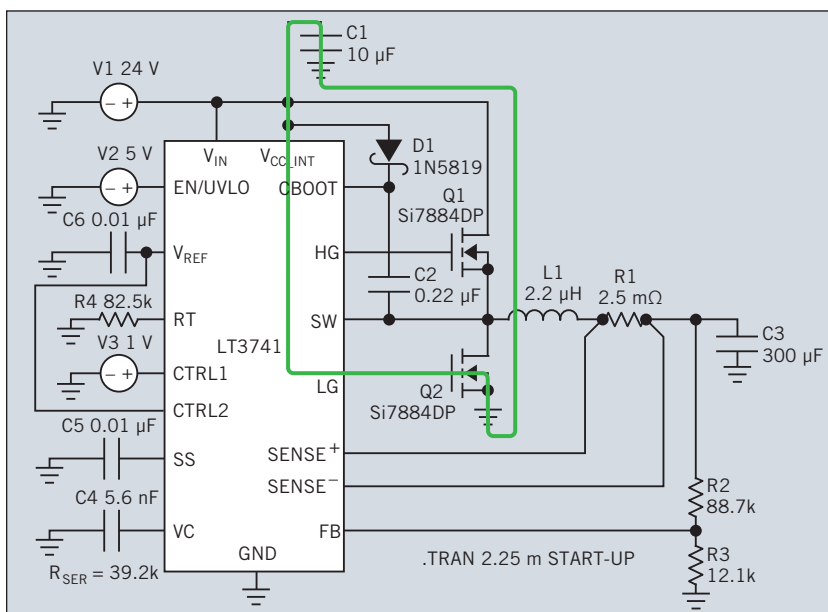 C1
10 µF
V1 24 V
– +
D1
1N5819
VIN
VCC_INT
V2 5 V
– +
EN/UVLO
CBOOT
Q1
Si7884DP
C6 0.01 µF
VREF
HG
C2
0.22 µF
L1
2.2 µH
R1
2.5 mΩ
R4 82.5k
RT
SW
C3
300 µF
LT3741
V3 1 V
– +
CTRL1
LG
Q2
Si7884DP
CTRL2
C5 0.01 µF
SS
SENSE+
SENSE–
R2
88.7k
C4 5.6 nF
VC
FB
RSER = 39.2k
GND
.TRAN 2.25 m START-UP
R3
12.1k